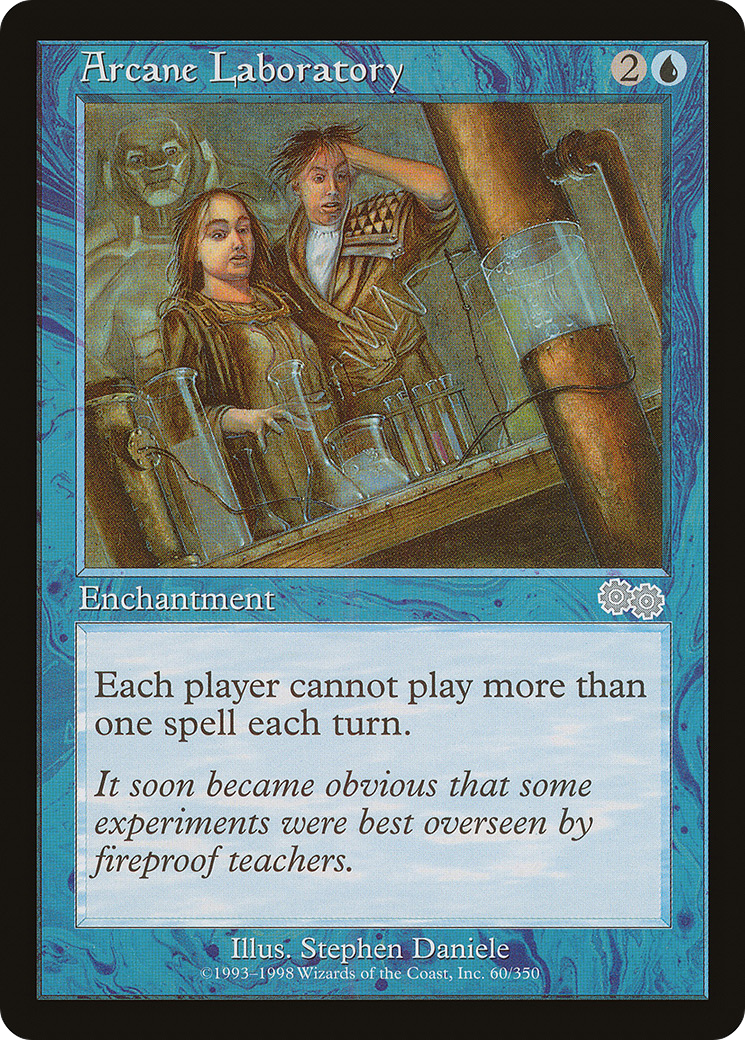 Arcane Laboratory 2
Enchantment
Each player cannot play more than
one spell each turn.
It soon became obvious that some
experiments were best overseen by
fireproof teachers.
Illus. Stephen Daniele
©1993–1998 Wizards of the Coast, Inc. 60/350